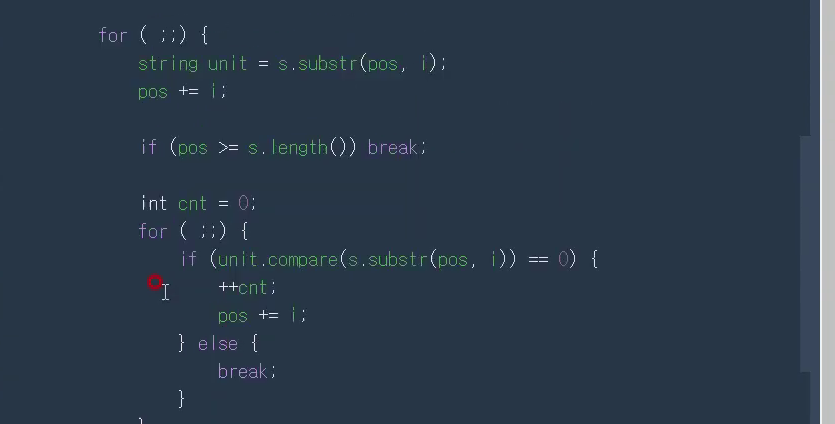 for ( ;;) {
string unit = s.substr(pos, i);
pos += i;
if (pos >= s.length()) break;
int cnt = 0;
for ( ;;) {
if (unit.compare(s.substr(pos, i)) == 0) {
++cnt;
pos += i;
} else {
break;
}
}